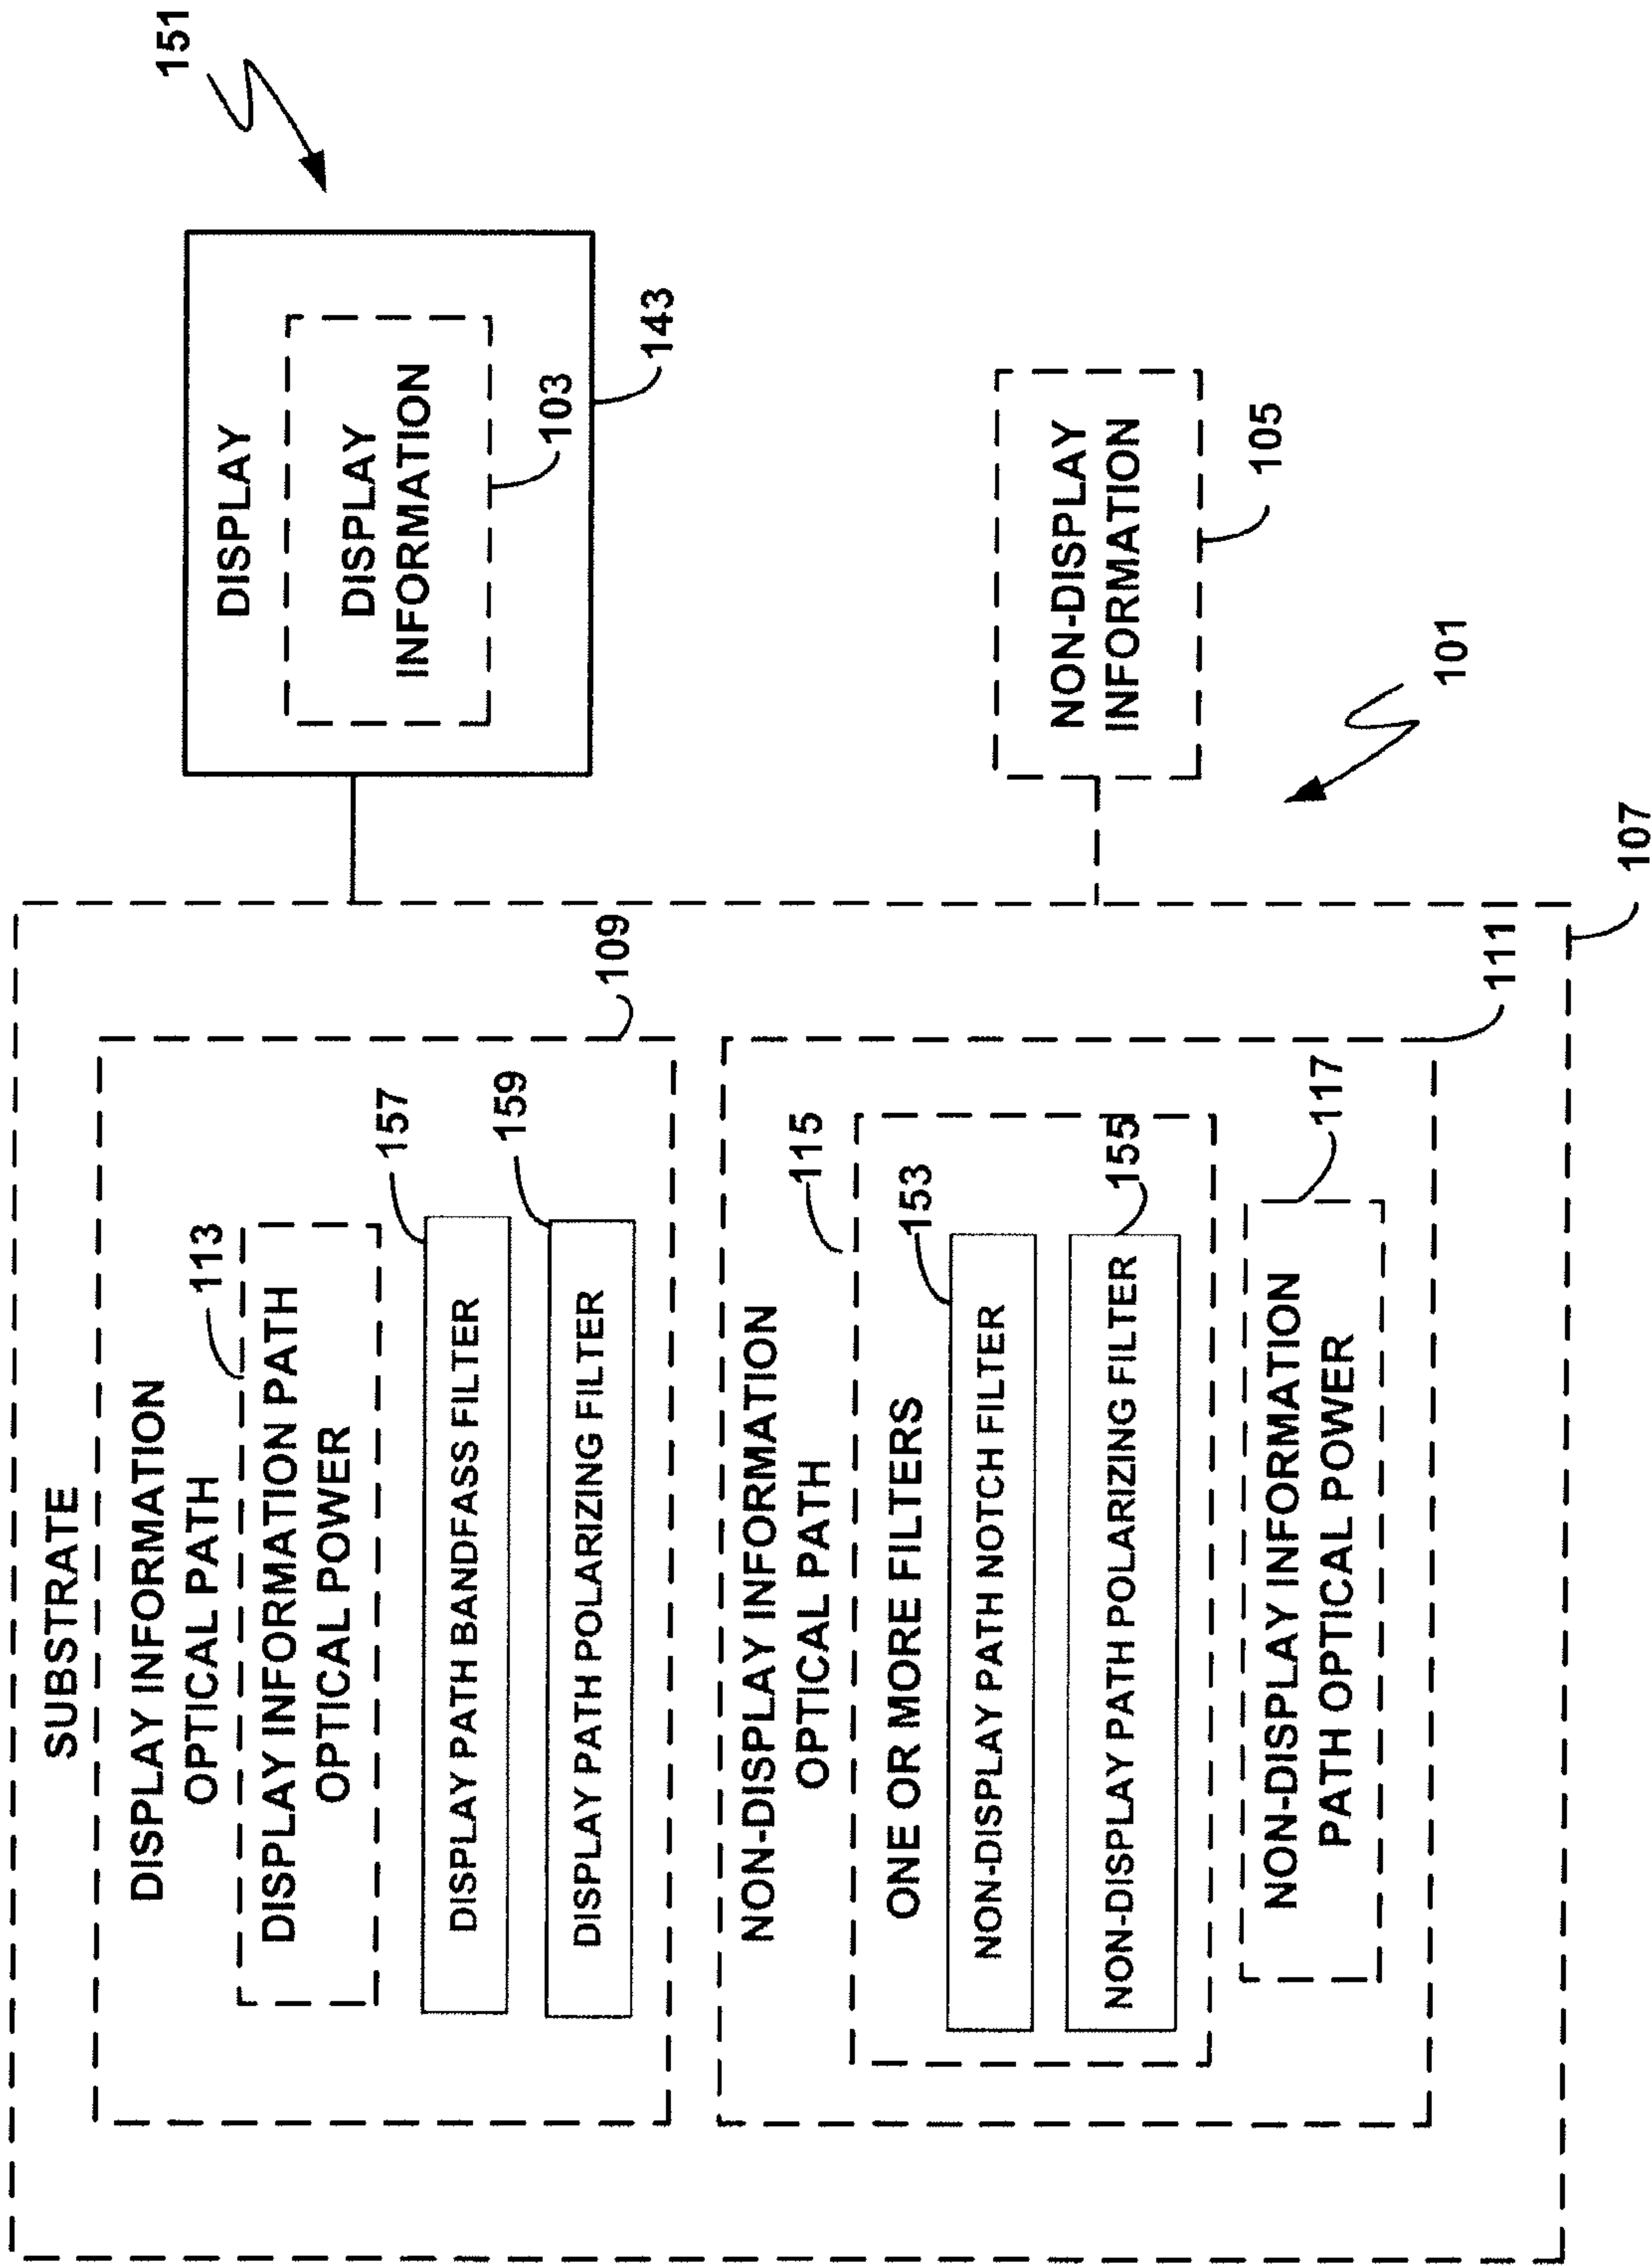 SUBSTRATE
DISPLAY INFORMATION
OPTICAL PATH
109
113
DISPLAY INFORMATION PATH
OPTICAL POWER
157
DISPLAY PATH BANDFASS FILTER
159
DISPLAY PATH POLARIZING FILTER
NON-DISPLAY INFORMATION
OPTICAL PATH
111
115
ONE OR MORE FILTERS
153
NON-DISPLAY PATH NOTCH FILTER
155
NON-DISPLAY PATH POLARIZING FILTER
117
NON-DISPLAY INFORMATION
PATH OPTICAL POWER
107
151
DISPLAY
DISPLAY
INFORMATION
103
143
NON-DISPLAY
INFORMATION
105
101